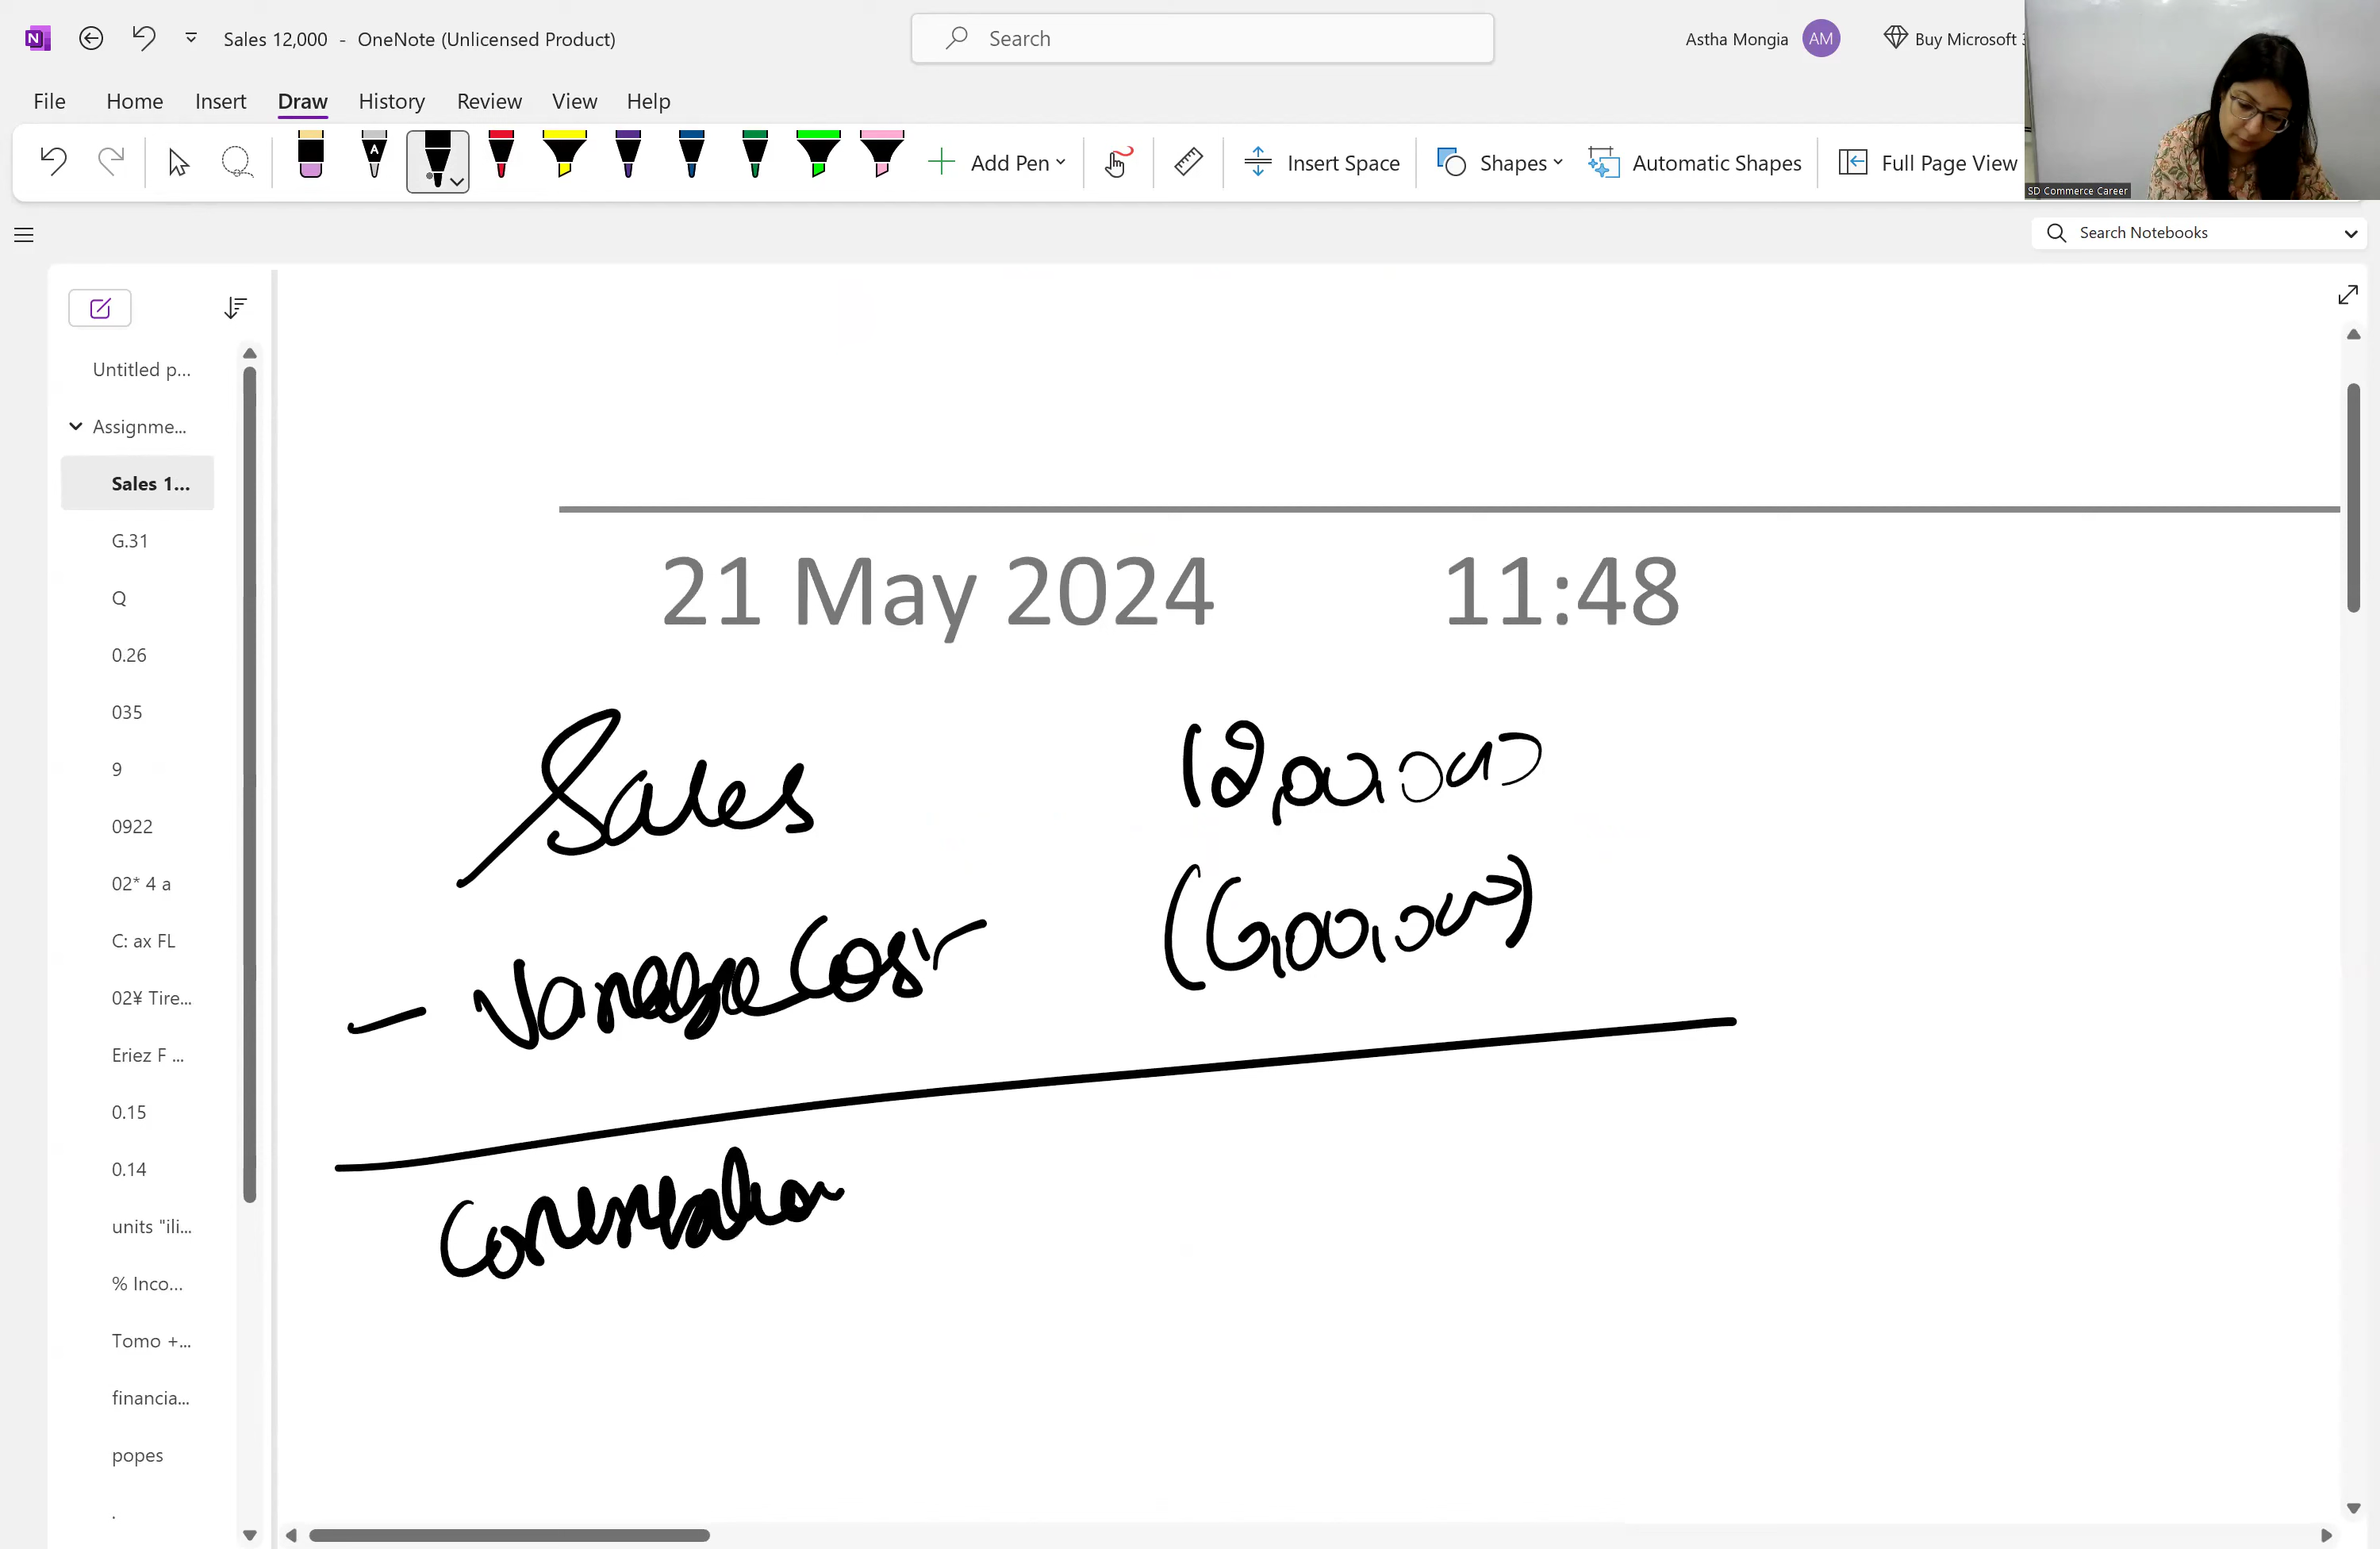 Sales 12,000 - OneNote (Unlicensed Product)
Search
Astha Mongia AM
Buy Microsoft 3
File Home Insert Draw History Review View Help
A
Add Pen
Insert Space
Shapes
Automatic Shapes
Full Page View
SD Commerce Career
Search Notebooks
Untitled p...
Assignme...
Sales 1...
G.31
Q
0.26
035
9
0922
02* 4 a
C: ax FL
02¥ Tire...
Eriez F ...
0.15
0.14
units "ili...
% Inco...
Tomo +...
financia...
popes
.
21 May 2024 11:48
Sales 12,00,000
- Variable Cost (6,00,000)
Contribution